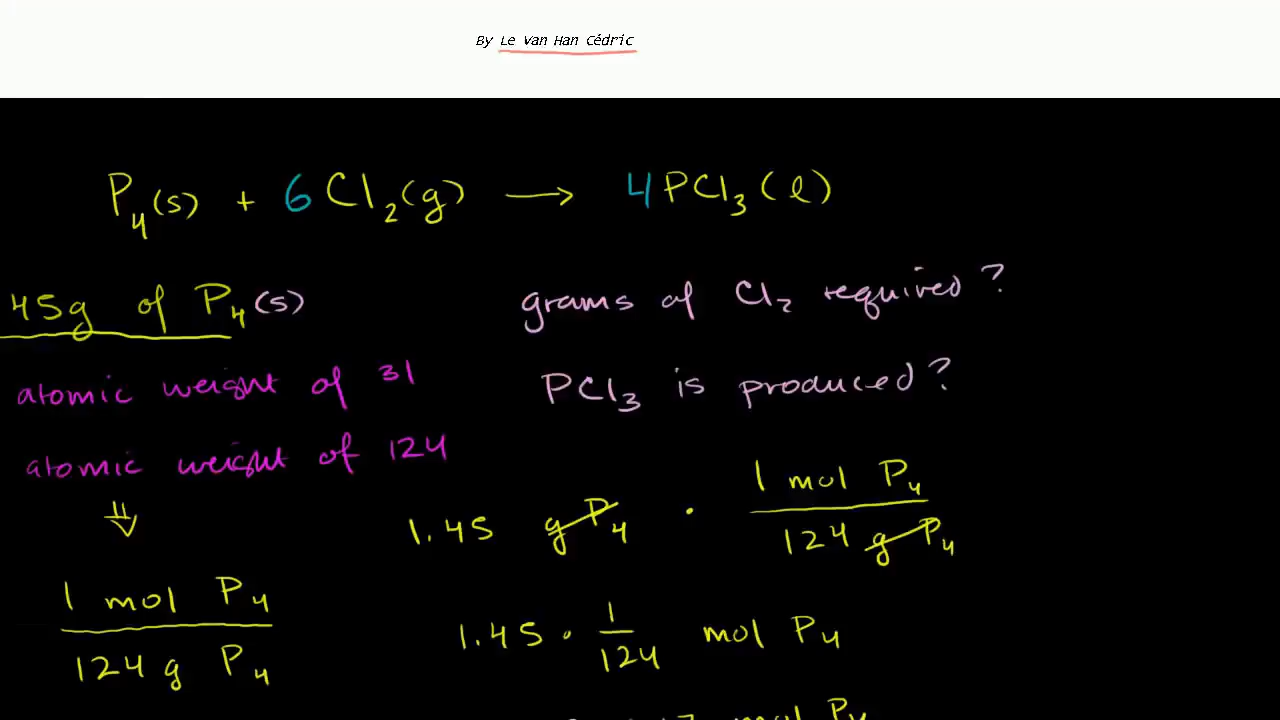 By Le Van Han Cédric
P₄(s) + 6Cl₂(g) → 4PCl₃(l)
45g of P₄(s)
grams of Cl₂ required?
atomic weight of 31
PCl₃ is produced?
atomic weight of 124
⇓
1.45 g P₄ · 1 mol P₄ / 124 g P₄
1 mol P₄ / 124 g P₄
1.45 · 1/124 mol P₄
mol P₄